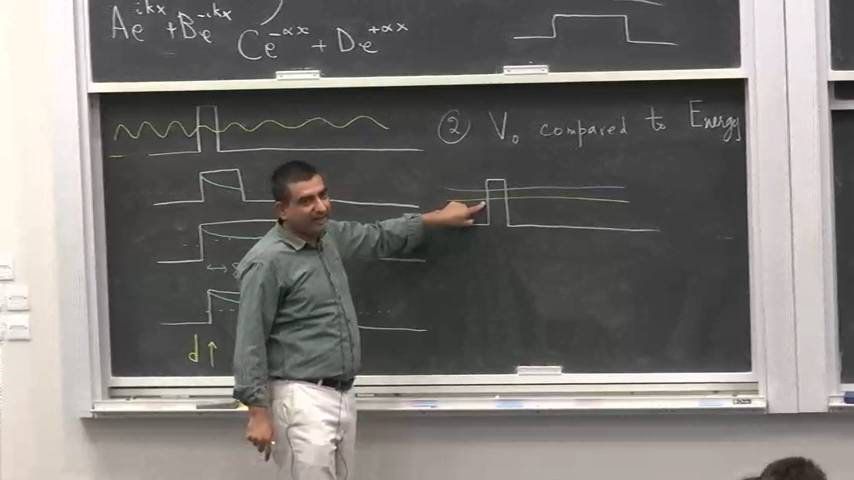 Ae^ikx + Be^-ikx
Ce^-αx + De^+αx
② V₀ compared to Energy
d ↑